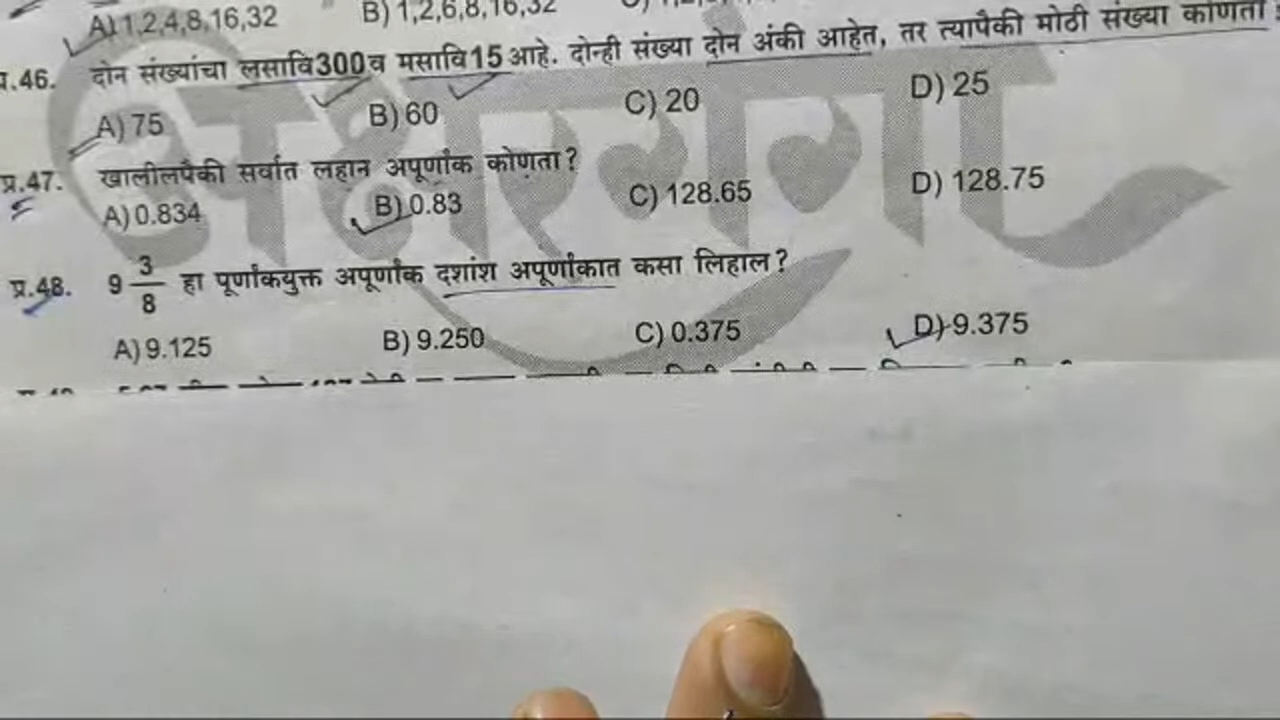 A) 1,2,4,8,16,32 B) 1,2,6,8,16,32
प्र.46. दोन संख्यांचा लसावि 300 व मसावि 15 आहे. दोन्ही संख्या दोन अंकी आहेत, तर त्यापैकी मोठी संख्या कोणती
A) 75 B) 60 C) 20 D) 25
प्र.47. खालीलपैकी सर्वात लहान अपूर्णांक कोणता?
A) 0.834 B) 0.83 C) 128.65 D) 128.75
प्र.48. 9 3/8 हा पूर्णांकयुक्त अपूर्णांक दशांश अपूर्णांकात कसा लिहाल?
A) 9.125 B) 9.250 C) 0.375 D) 9.375